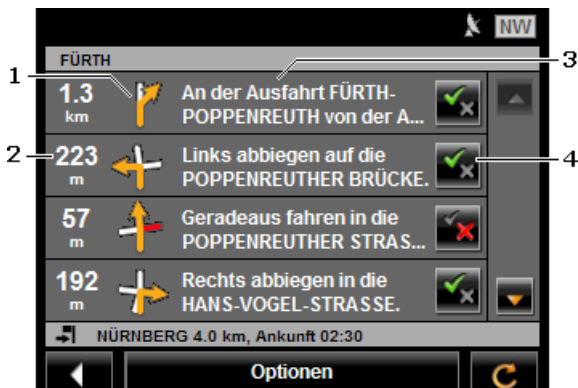 NW
FÜRTH
1
3
1.3
km
An der Ausfahrt FÜRTH-
POPPENREUTH von der A...
2
223
m
Links abbiegen auf die
POPPENREUTHER BRÜCKE.
4
57
m
Geradeaus fahren in die
POPPENREUTHER STRAS...
192
m
Rechts abbiegen in die
HANS-VOGEL-STRASSE.
NÜRNBERG 4.0 km, Ankunft 02:30
Optionen